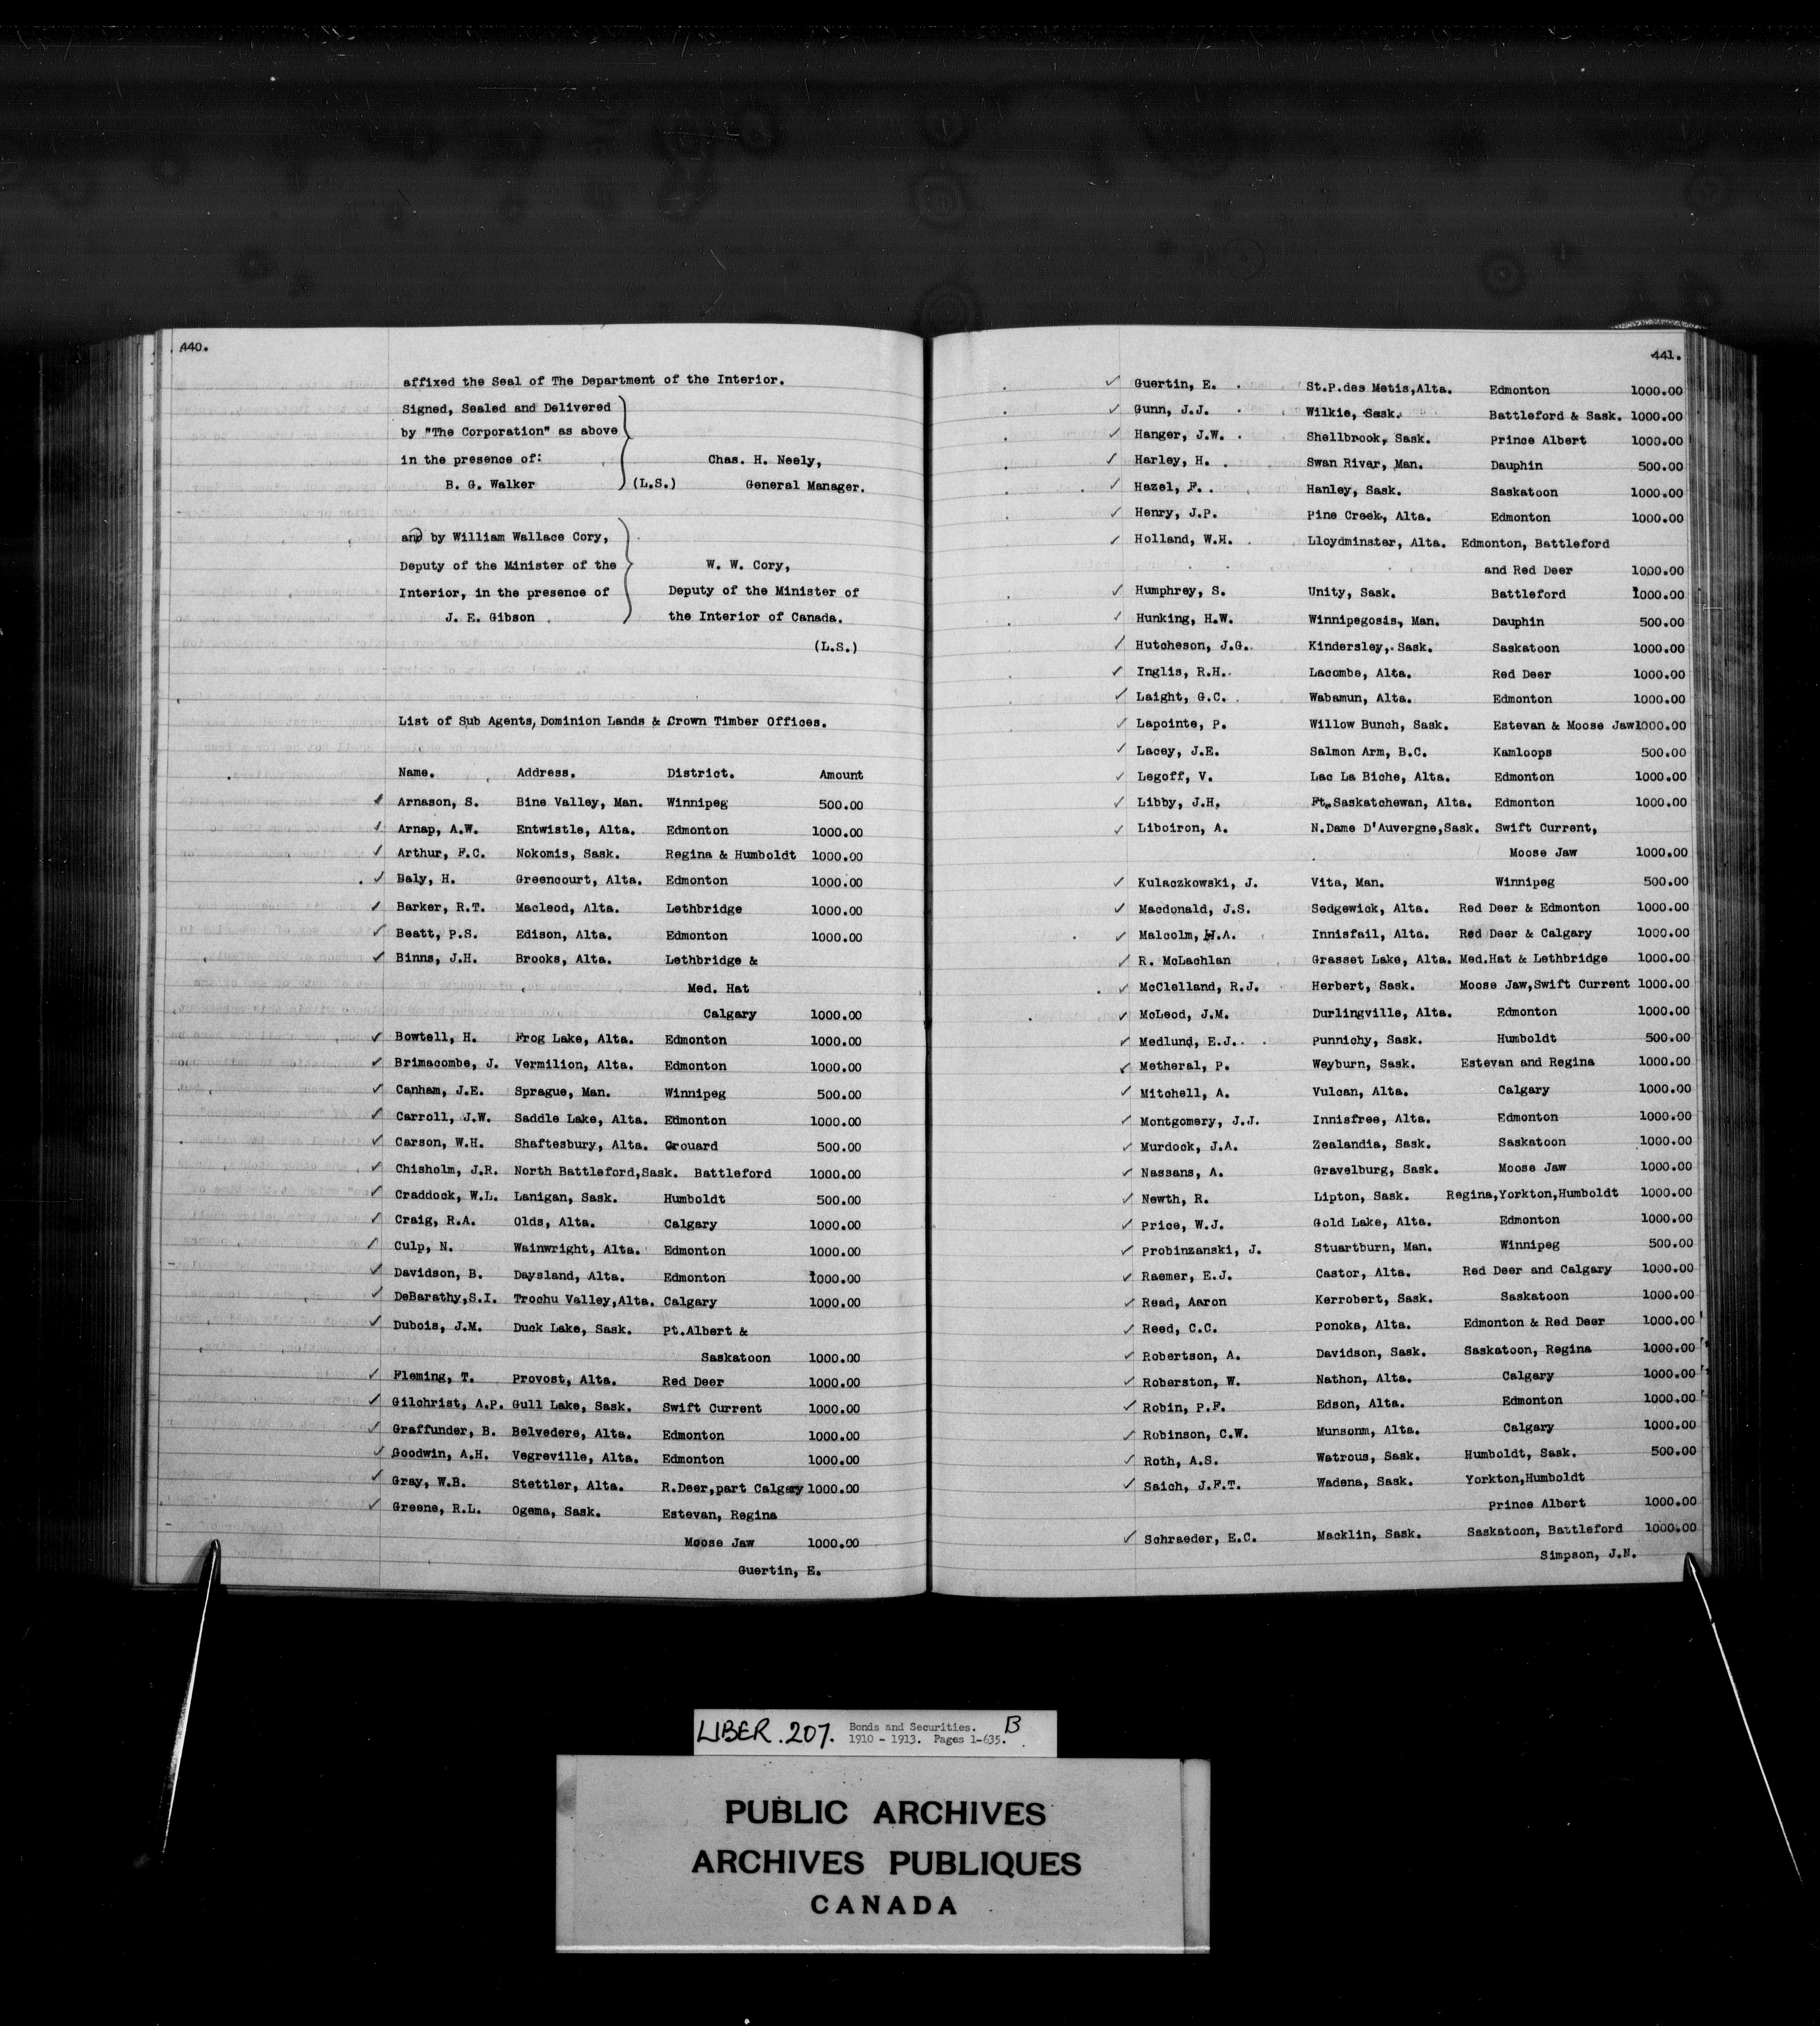 440.
affixed the Seal of The Department of the Interior.
Signed, Sealed and Delivered
by "The Corporation" as above
in the presence of: Chas. H. Neely,
B. G. Walker (L.S.) General Manager.
and by William Wallace Cory,
Deputy of the Minister of the W. W. Cory,
Interior, in the presence of Deputy of the Minister of
J. E. Gibson the Interior of Canada.
(L.S.)
List of Sub Agents, Dominion Lands & Crown Timber Offices.
Name. Address. District. Amount
✓ Arnason, S. Bine Valley, Man. Winnipeg 500.00
✓ Arnap, A.W. Entwistle, Alta. Edmonton 1000.00
✓ Arthur, F.C. Nokomis, Sask. Regina & Humboldt 1000.00
✓ Baly, H. Greencourt, Alta. Edmonton 1000.00
✓ Barker, R.T. Macleod, Alta. Lethbridge 1000.00
✓ Beatt, P.S. Edison, Alta. Edmonton 1000.00
✓ Binns, J.H. Brooks, Alta. Lethbridge &
Med. Hat
Calgary 1000.00
✓ Bowtell, H. Frog Lake, Alta. Edmonton 1000.00
✓ Brimacombe, J. Vermilion, Alta. Edmonton 1000.00
✓ Canham, J.E. Sprague, Man. Winnipeg 500.00
✓ Carroll, J.W. Saddle Lake, Alta. Edmonton 1000.00
✓ Carson, W.H. Shaftesbury, Alta. Grouard 500.00
✓ Chisholm, J.R. North Battleford,Sask. Battleford 1000.00
✓ Craddock, W.L. Lanigan, Sask. Humboldt 500.00
✓ Craig, R.A. Olds, Alta. Calgary 1000.00
✓ Culp, N. Wainwright, Alta. Edmonton 1000.00
✓ Davidson, B. Daysland, Alta. Edmonton 1000.00
✓ DeBarathy,S.I. Trochu Valley,Alta. Calgary 1000.00
✓ Dubois, J.M. Duck Lake, Sask. Pt.Albert &
Saskatoon 1000.00
✓ Fleming, T. Provost, Alta. Red Deer 1000.00
✓ Gilchrist, A.P. Gull Lake, Sask. Swift Current 1000.00
✓ Graffunder, B. Belvedere, Alta. Edmonton 1000.00
✓ Goodwin, A.H. Vegreville, Alta. Edmonton 1000.00
✓ Gray, W.B. Stettler, Alta. R.Deer,part Calgary 1000.00
✓ Greene, R.L. Ogema, Sask. Estevan, Regina
Moose Jaw 1000.00
Guertin, E.
441.
✓ Guertin, E. St.P.des Metis,Alta. Edmonton 1000.00
✓ Gunn, J.J. Wilkie, Sask. Battleford & Sask. 1000.00
✓ Hanger, J.W. Shellbrook, Sask. Prince Albert 1000.00
✓ Harley, H. Swan River, Man. Dauphin 500.00
✓ Hazel, F. Hanley, Sask. Saskatoon 1000.00
✓ Henry, J.P. Pine Creek, Alta. Edmonton 1000.00
✓ Holland, W.H. Lloydminster, Alta. Edmonton, Battleford
and Red Deer 1000.00
✓ Humphrey, S. Unity, Sask. Battleford 1000.00
✓ Hunking, H.W. Winnipegosis, Man. Dauphin 500.00
✓ Hutcheson, J.G. Kindersley, Sask. Saskatoon 1000.00
✓ Inglis, R.H. Lacombe, Alta. Red Deer 1000.00
✓ Laight, G.C. Wabamun, Alta. Edmonton 1000.00
✓ Lapointe, P. Willow Bunch, Sask. Estevan & Moose Jaw1000.00
✓ Lacey, J.E. Salmon Arm, B.C. Kamloops 500.00
✓ Legoff, V. Lac La Biche, Alta. Edmonton 1000.00
✓ Libby, J.H. Ft.Saskatchewan, Alta. Edmonton 1000.00
✓ Liboiron, A. N.Dame D'Auvergne,Sask. Swift Current,
Moose Jaw 1000.00
✓ Kulaczkowski, J. Vita, Man. Winnipeg 500.00
✓ Macdonald, J.S. Sedgewick, Alta. Red Deer & Edmonton 1000.00
✓ Malcolm, H.A. Innisfail, Alta. Red Deer & Calgary 1000.00
✓ R. McLachlan Grasset Lake, Alta. Med.Hat & Lethbridge 1000.00
✓ McClelland, R.J. Herbert, Sask. Moose Jaw,Swift Current 1000.00
✓ McLeod, J.M. Durlingville, Alta. Edmonton 1000.00
✓ Medlund, E.J. Punnichy, Sask. Humboldt 500.00
✓ Metheral, P. Weyburn, Sask. Estevan and Regina 1000.00
✓ Mitchell, A. Vulcan, Alta. Calgary 1000.00
✓ Montgomery, J.J. Innisfree, Alta. Edmonton 1000.00
✓ Murdock, J.A. Zealandia, Sask. Saskatoon 1000.00
✓ Nassans, A. Gravelburg, Sask. Moose Jaw 1000.00
✓ Newth, R. Lipton, Sask. Regina,Yorkton,Humboldt 1000.00
✓ Price, W.J. Gold Lake, Alta. Edmonton 1000.00
✓ Probinzanski, J. Stuartburn, Man. Winnipeg 500.00
✓ Raemer, E.J. Castor, Alta. Red Deer and Calgary 1000.00
✓ Read, Aaron Kerrobert, Sask. Saskatoon 1000.00
✓ Reed, C.C. Ponoka, Alta. Edmonton & Red Deer 1000.00
✓ Robertson, A. Davidson, Sask. Saskatoon, Regina 1000.00
✓ Roberston, W. Nathon, Alta. Calgary 1000.00
✓ Robin, P.F. Edson, Alta. Edmonton 1000.00
✓ Robinson, C.W. Munsonm, Alta. Calgary 1000.00
✓ Roth, A.S. Watrous, Sask. Humboldt, Sask. 500.00
✓ Saich, J.F.T. Wadena, Sask. Yorkton,Humboldt
Prince Albert 1000.00
✓ Schraeder, E.C. Macklin, Sask. Saskatoon, Battleford 1000.00
Simpson, J.N.
LIBER.207. Bonds and Securities. B
1910 - 1913. Pages 1-635.
PUBLIC ARCHIVES
ARCHIVES PUBLIQUES
CANADA